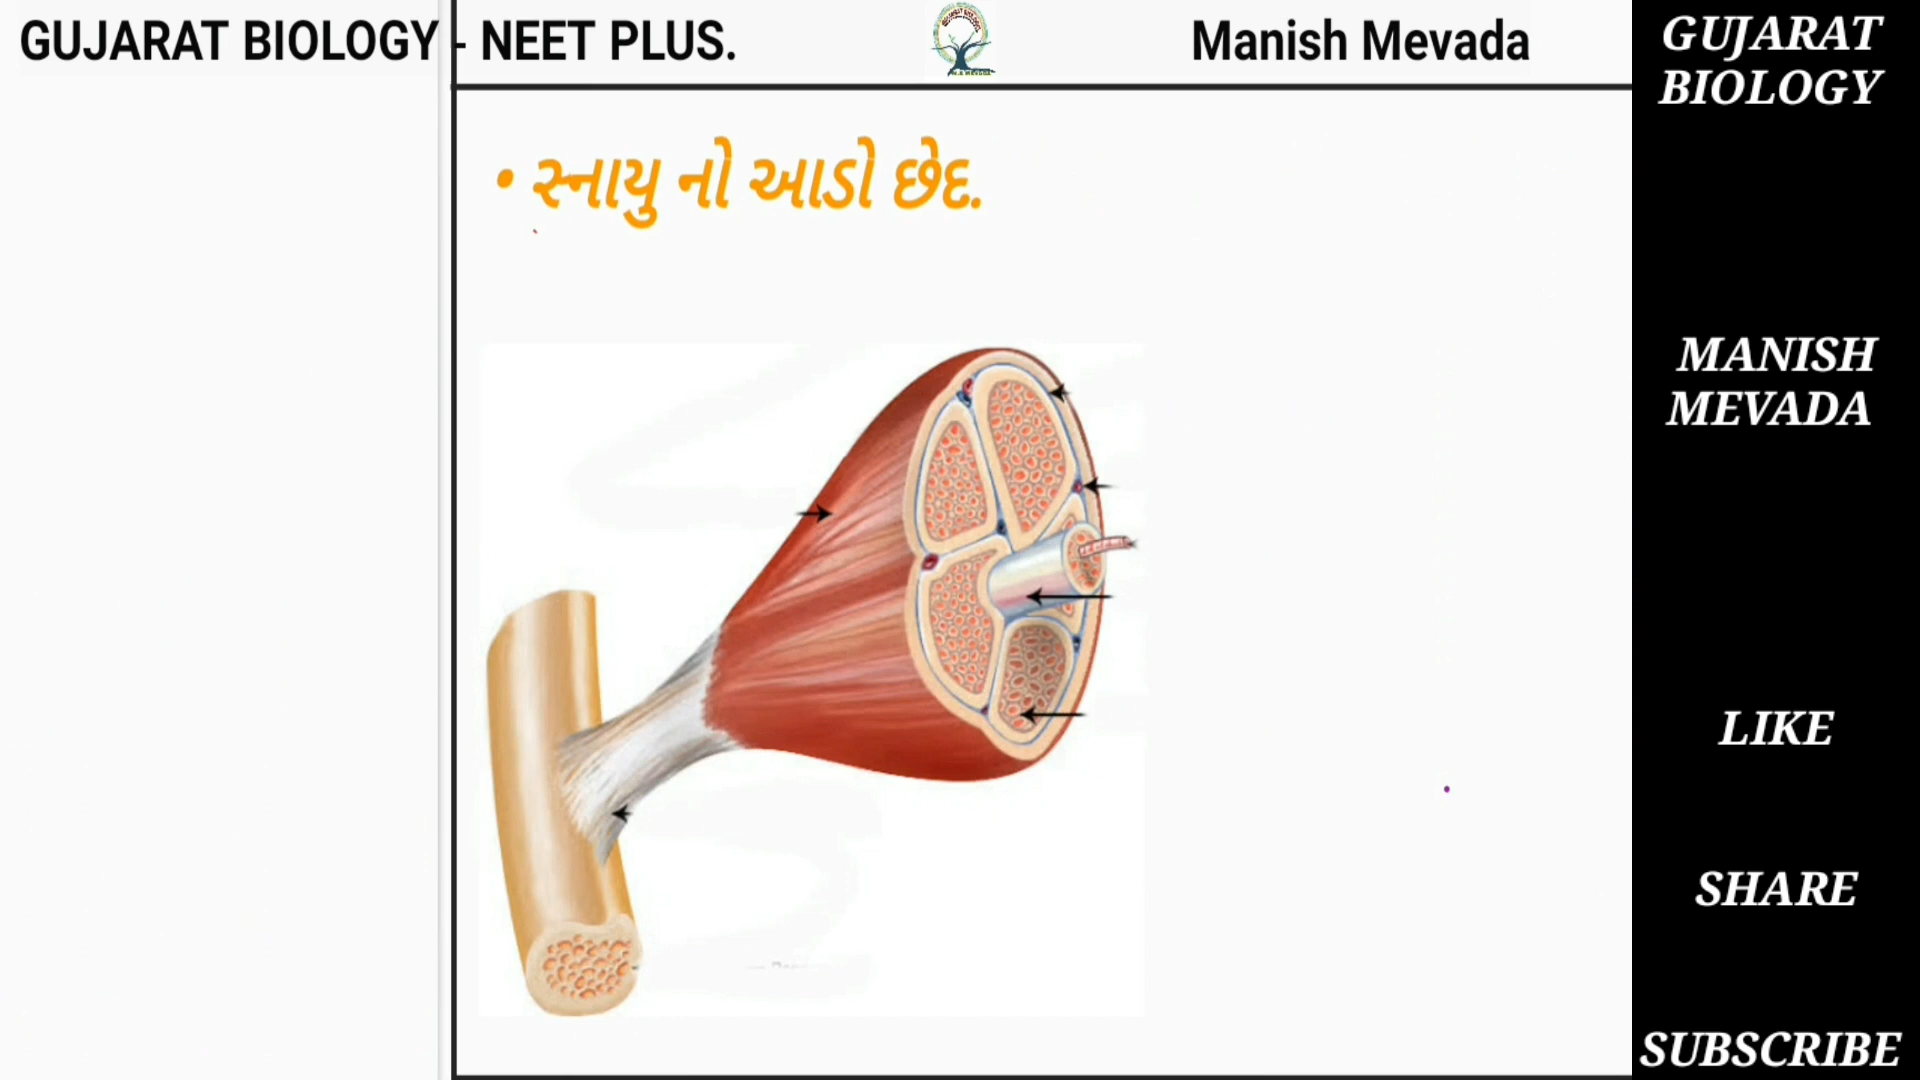 GUJARAT BIOLOGY - NEET PLUS.
Manish Mevada
• સ્નાયુ નો આડો છેદ.
GUJARAT
BIOLOGY
MANISH
MEVADA
LIKE
SHARE
SUBSCRIBE